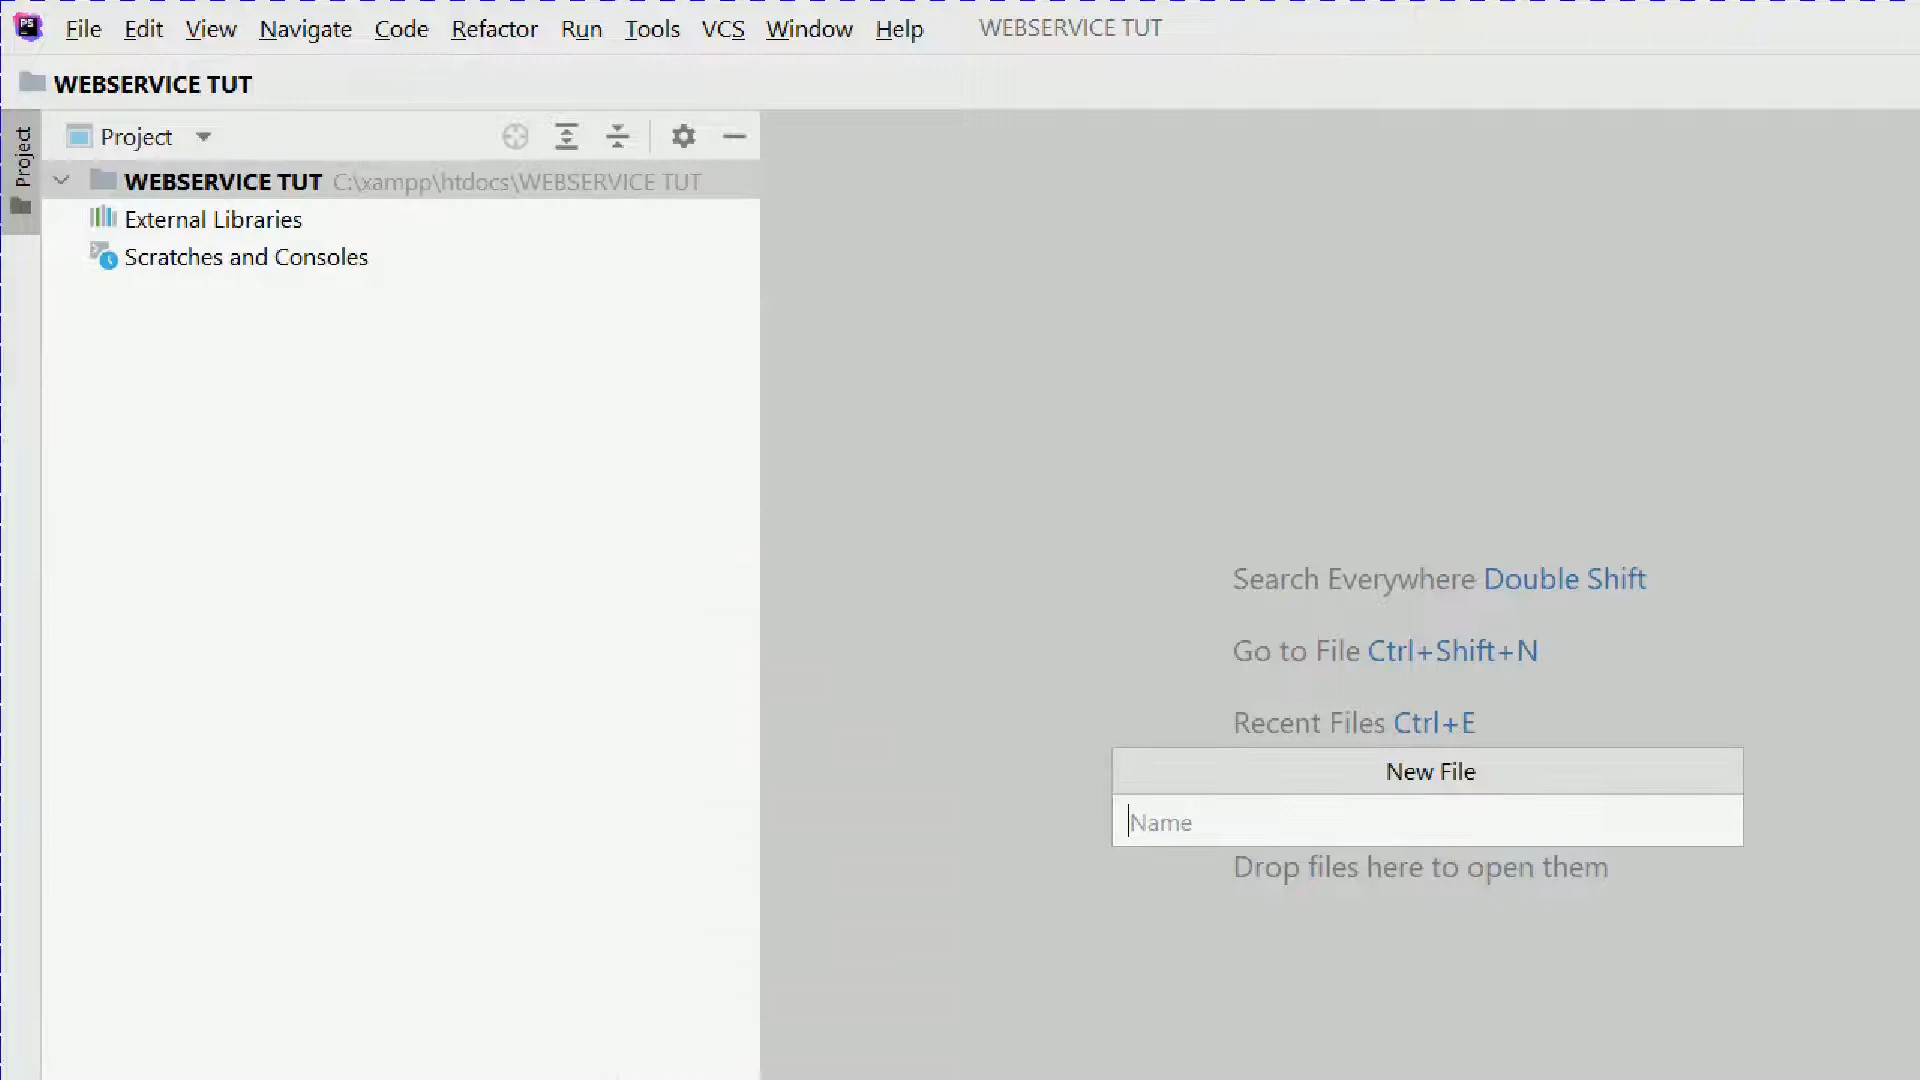 PS
File Edit View Navigate Code Refactor Run Tools VCS Window Help WEBSERVICE TUT
WEBSERVICE TUT
Project
Project
WEBSERVICE TUT C:\xampp\htdocs\WEBSERVICE TUT
External Libraries
Scratches and Consoles
Search Everywhere Double Shift
Go to File Ctrl+Shift+N
Recent Files Ctrl+E
New File
Name
Drop files here to open them